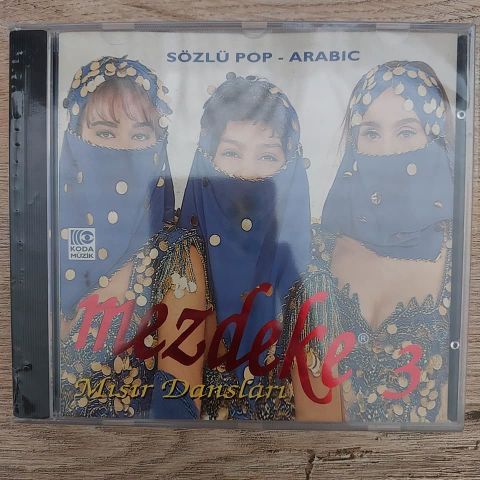 SÖZLÜ POP - ARABIC
KODA
MÜZİK
mezdeke® 3
Mısır Dansları